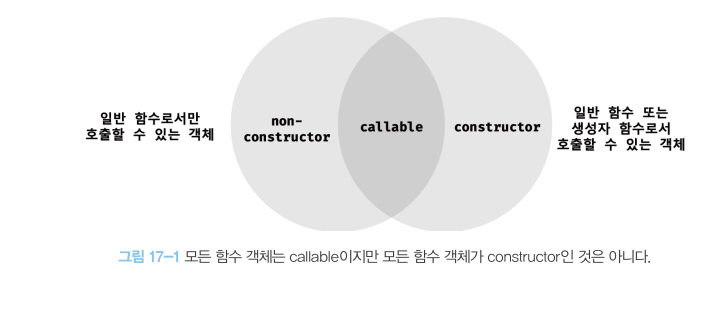 일반 함수로서만
호출할 수 있는 객체
non-
constructor
callable
constructor
일반 함수 또는
생성자 함수로서
호출할 수 있는 객체
그림 17-1 모든 함수 객체는 callable이지만 모든 함수 객체가 constructor인 것은 아니다.